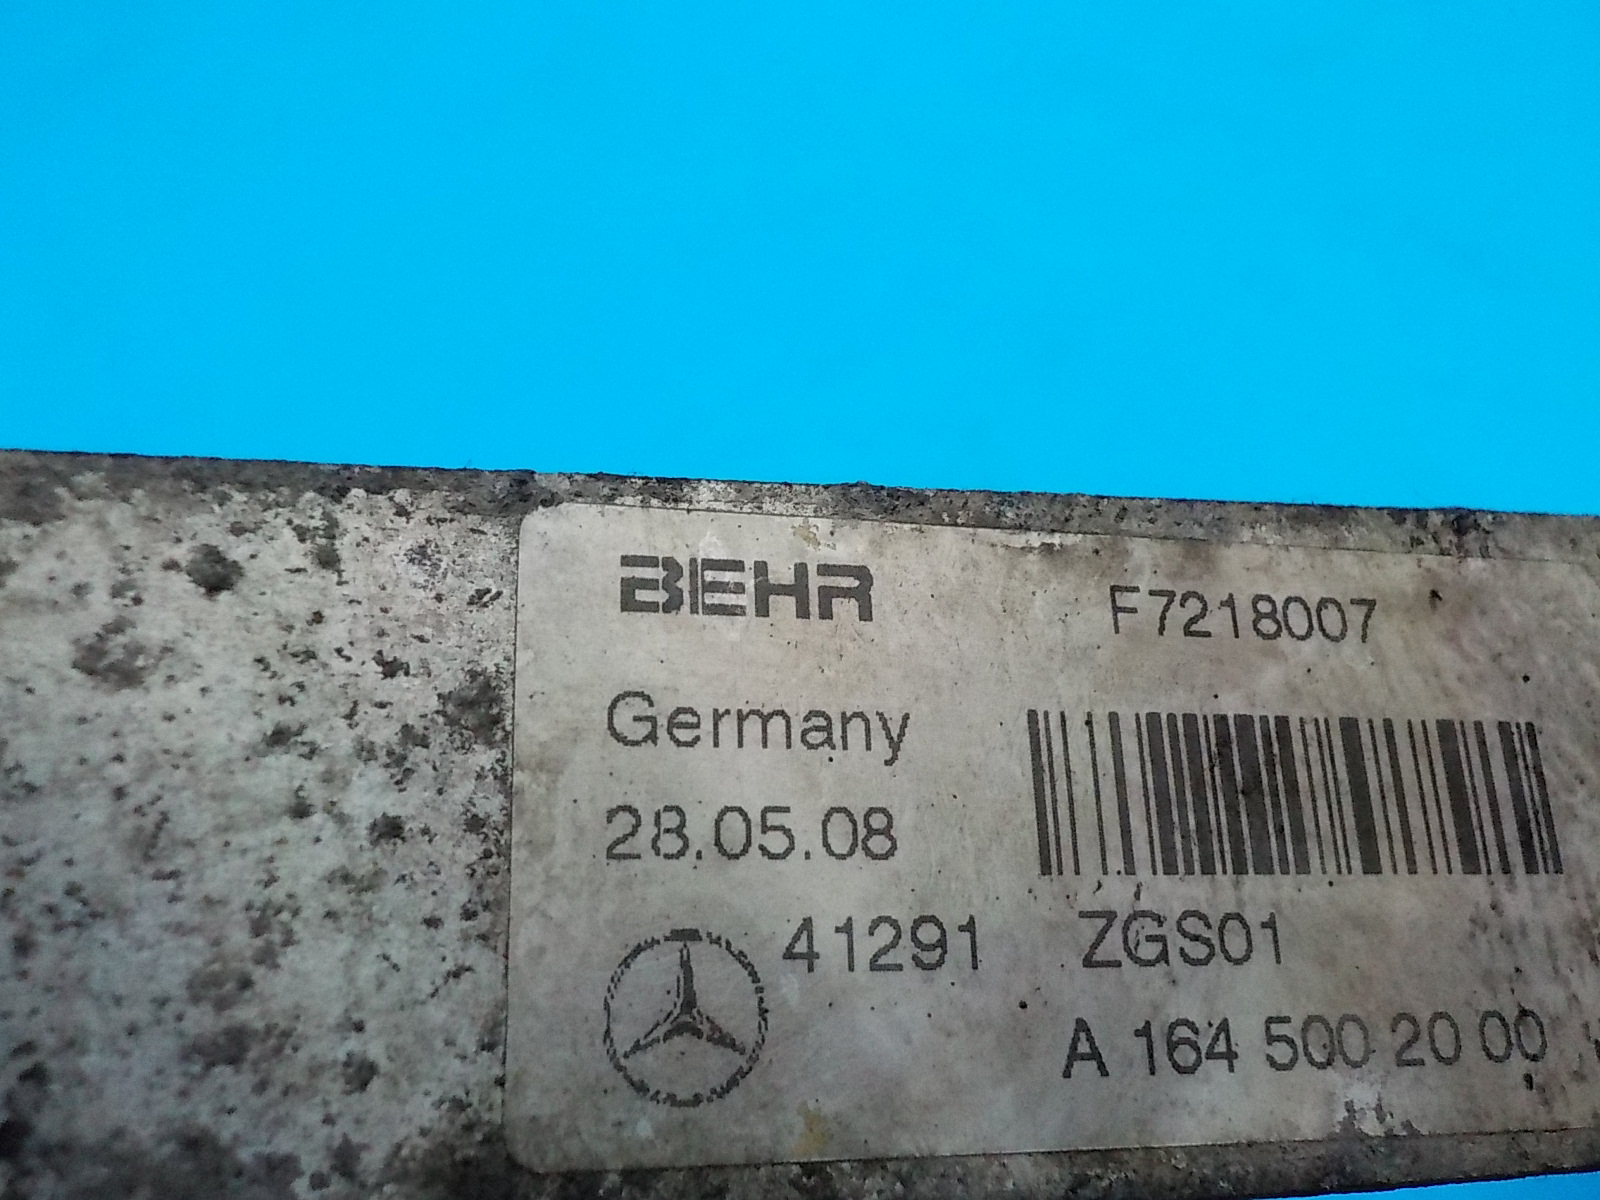 BEHR F7218007
Germany
28.05.08
41291 ZGS01
A 164 500 20 00